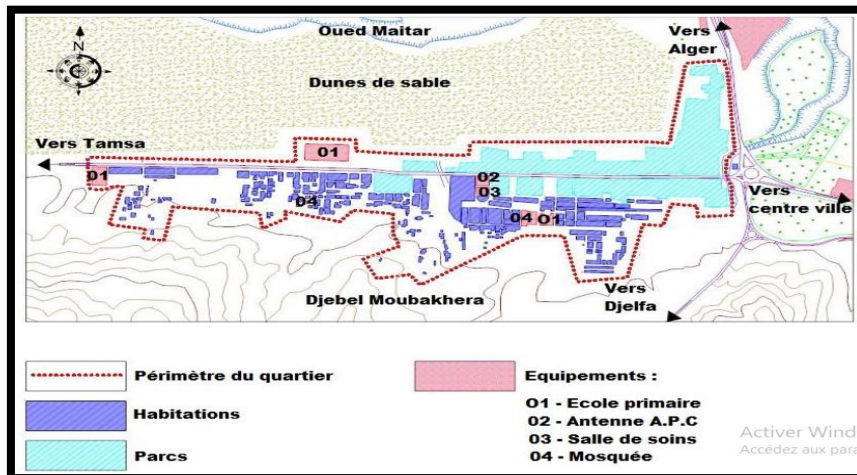 Oued Maitar
Vers
Alger
N
Dunes de sable
Vers Tamsa
01
01
02
03
04
04
01
Vers
centre ville
Djebel Moubakhera
Vers
Djelfa
Périmètre du quartier
Habitations
Parcs
Equipements :
O1 - Ecole primaire
02 - Antenne A.P.C
03 - Salle de soins
04 - Mosquée
Activer Wind
Accédez aux para